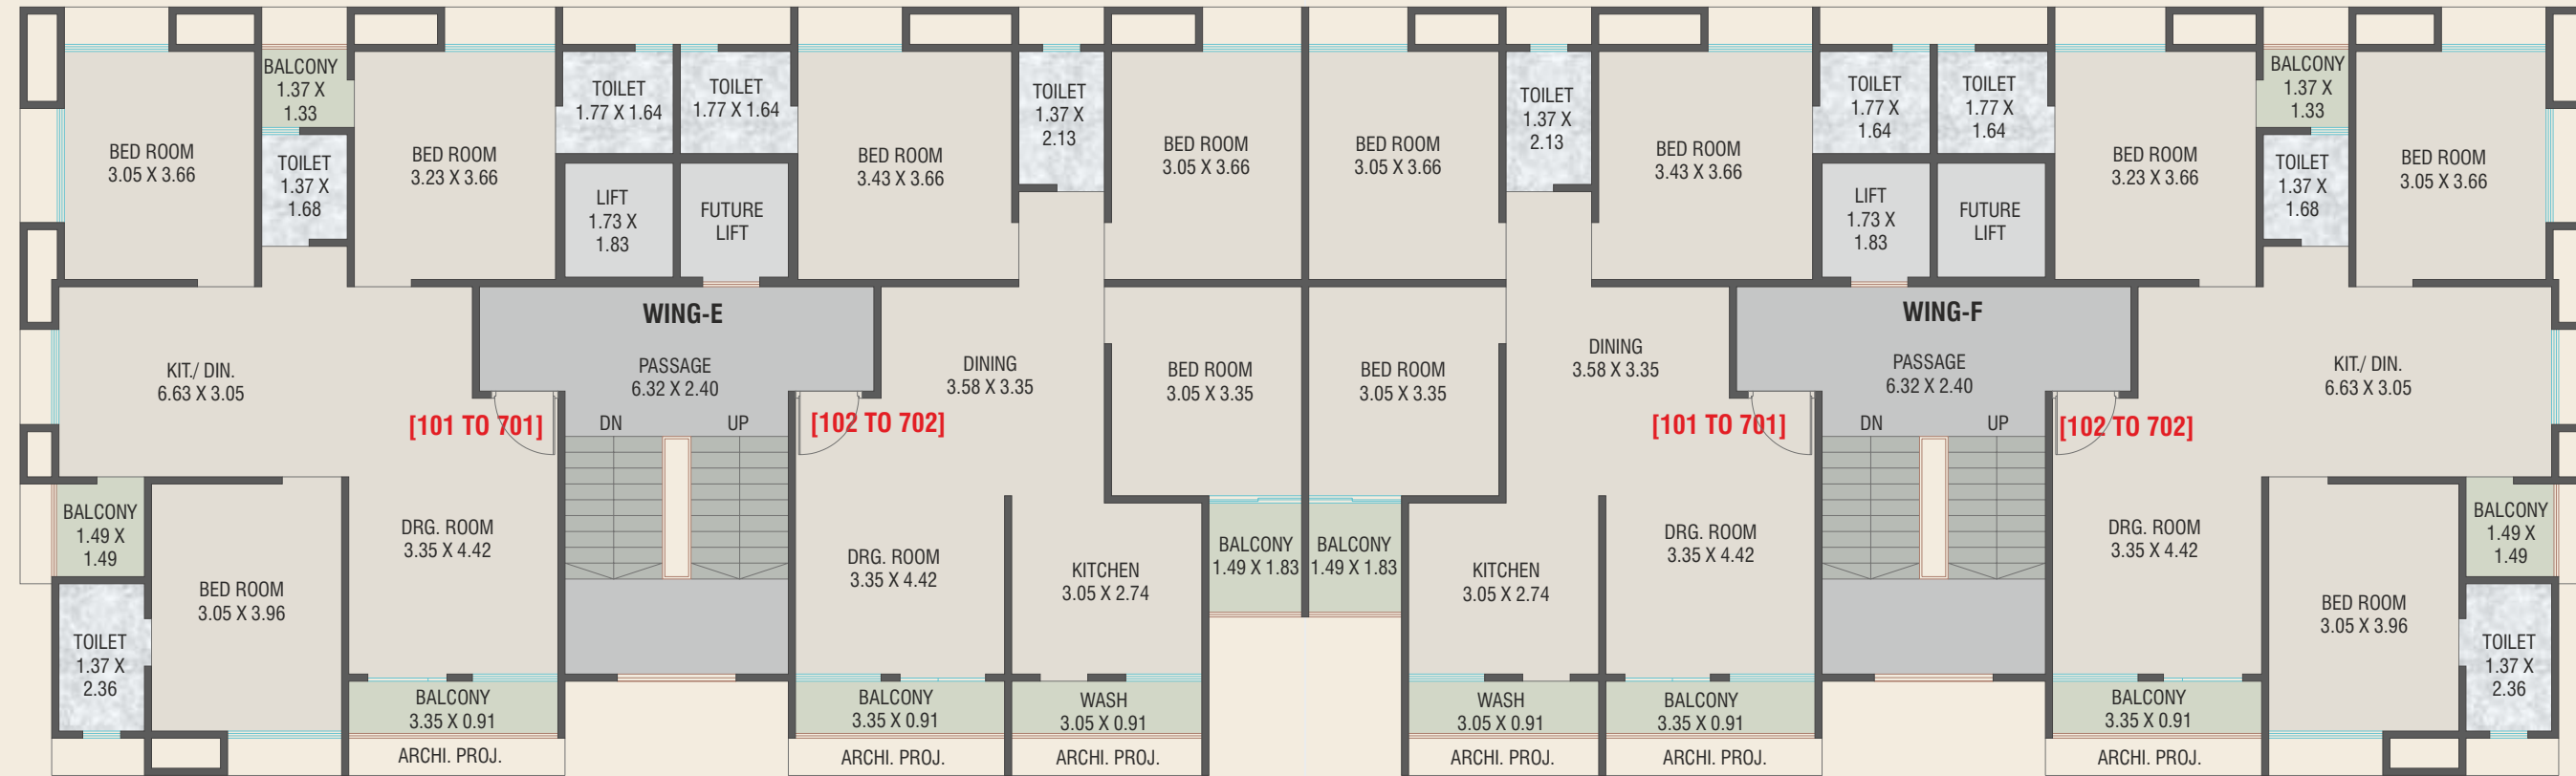 BED ROOM
3.05 X 3.66
BALCONY
1.37 X
1.33
TOILET
1.37 X
1.68
BED ROOM
3.23 X 3.66
TOILET
1.77 X 1.64
TOILET
1.77 X 1.64
LIFT
1.73 X
1.83
FUTURE
LIFT
BED ROOM
3.43 X 3.66
TOILET
1.37 X
2.13
BED ROOM
3.05 X 3.66
BED ROOM
3.05 X 3.66
TOILET
1.37 X
2.13
BED ROOM
3.43 X 3.66
TOILET
1.77 X
1.64
TOILET
1.77 X
1.64
LIFT
1.73 X
1.83
FUTURE
LIFT
BED ROOM
3.23 X 3.66
BALCONY
1.37 X
1.33
TOILET
1.37 X
1.68
BED ROOM
3.05 X 3.66
KIT./ DIN.
6.63 X 3.05
[101 TO 701]
WING-E
PASSAGE
6.32 X 2.40
DN
UP
[102 TO 702]
DINING
3.58 X 3.35
BED ROOM
3.05 X 3.35
BED ROOM
3.05 X 3.35
DINING
3.58 X 3.35
[101 TO 701]
WING-F
PASSAGE
6.32 X 2.40
DN
UP
[102 TO 702]
KIT./ DIN.
6.63 X 3.05
BALCONY
1.49 X
1.49
TOILET
1.37 X
2.36
BED ROOM
3.05 X 3.96
DRG. ROOM
3.35 X 4.42
BALCONY
3.35 X 0.91
ARCHI. PROJ.
DRG. ROOM
3.35 X 4.42
BALCONY
3.35 X 0.91
ARCHI. PROJ.
KITCHEN
3.05 X 2.74
WASH
3.05 X 0.91
ARCHI. PROJ.
BALCONY
1.49 X 1.83
BALCONY
1.49 X 1.83
KITCHEN
3.05 X 2.74
WASH
3.05 X 0.91
ARCHI. PROJ.
DRG. ROOM
3.35 X 4.42
BALCONY
3.35 X 0.91
ARCHI. PROJ.
DRG. ROOM
3.35 X 4.42
BALCONY
3.35 X 0.91
ARCHI. PROJ.
BED ROOM
3.05 X 3.96
BALCONY
1.49 X
1.49
TOILET
1.37 X
2.36